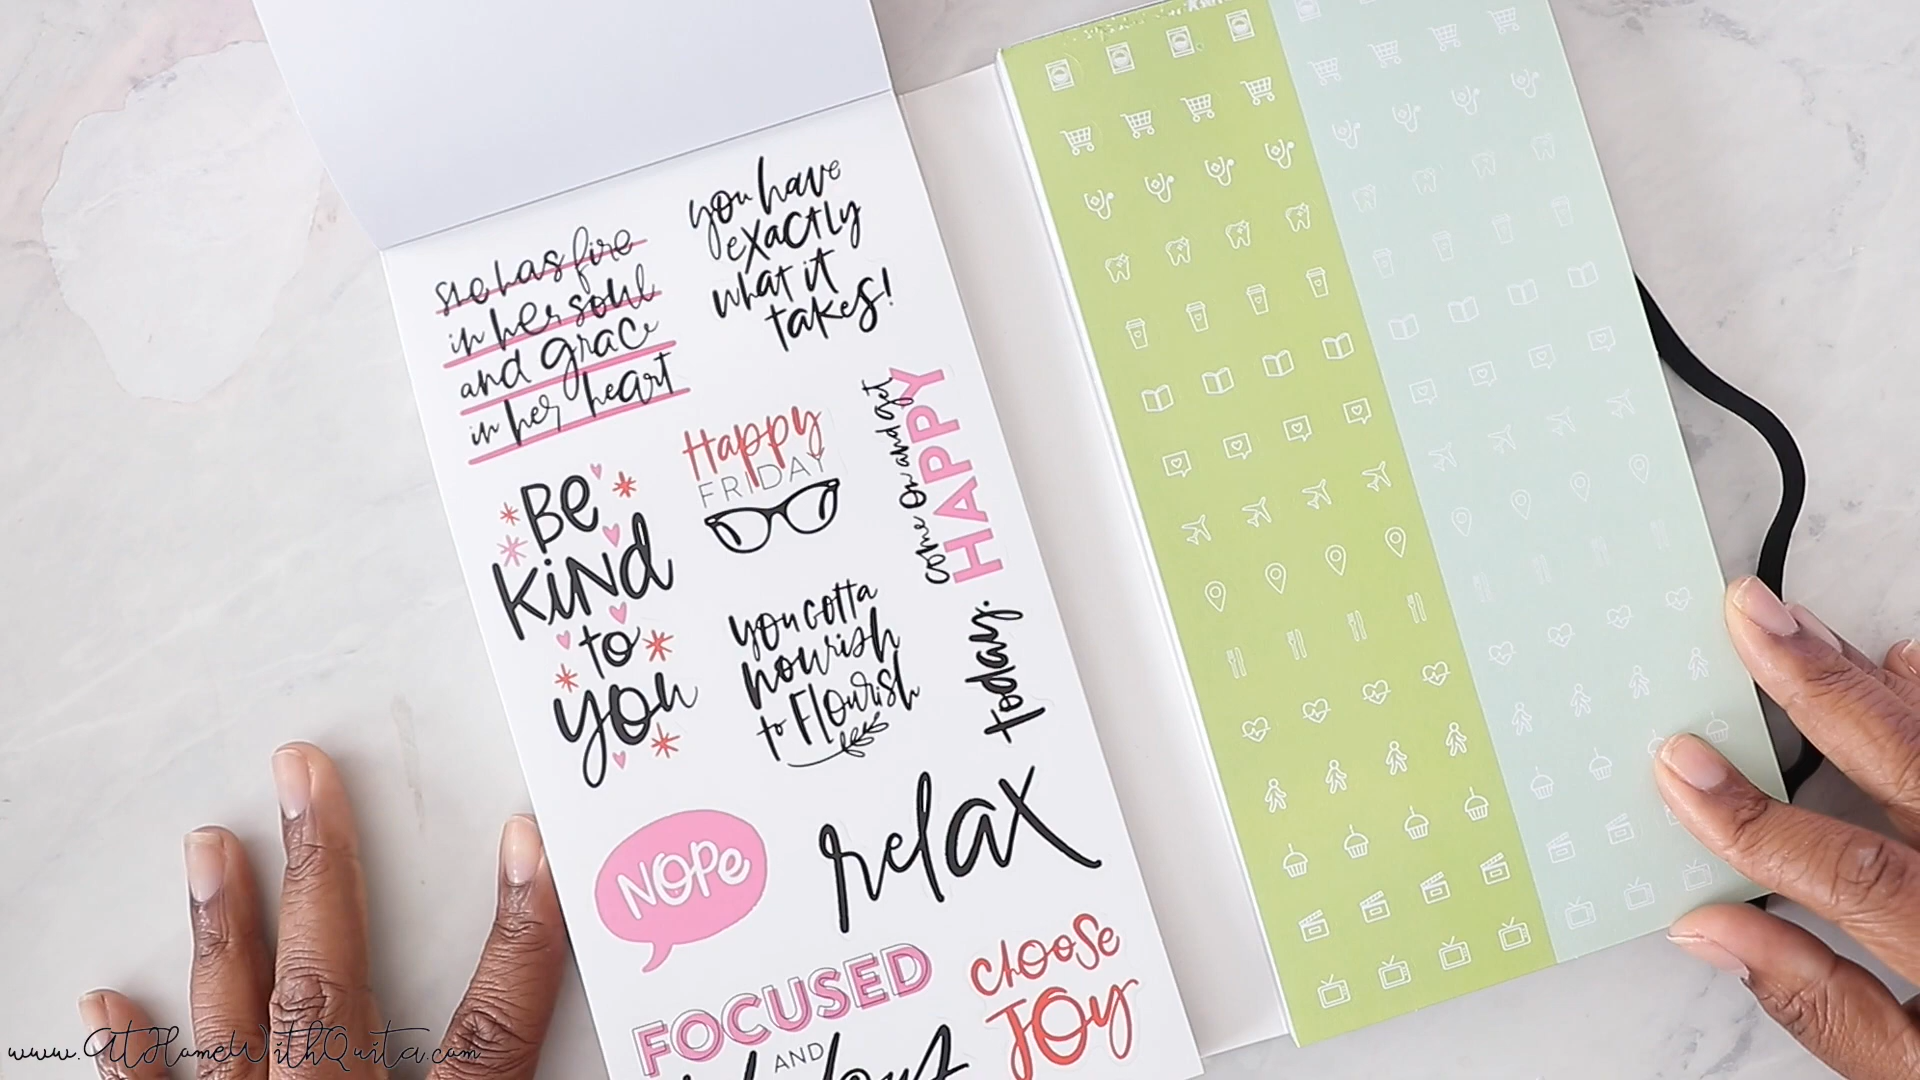 she has fire
in her soul
and grace
in her heart
you have
exactly
what it
takes!
Be
KiNd
to
you
Happy
FRIDAY
come On and get
HAPPY
you gotta
nourish
to Flourish
today.
NOPe
relax
FOCUSED
AND
choose
JOY
www.AtHomeWithQuita.com